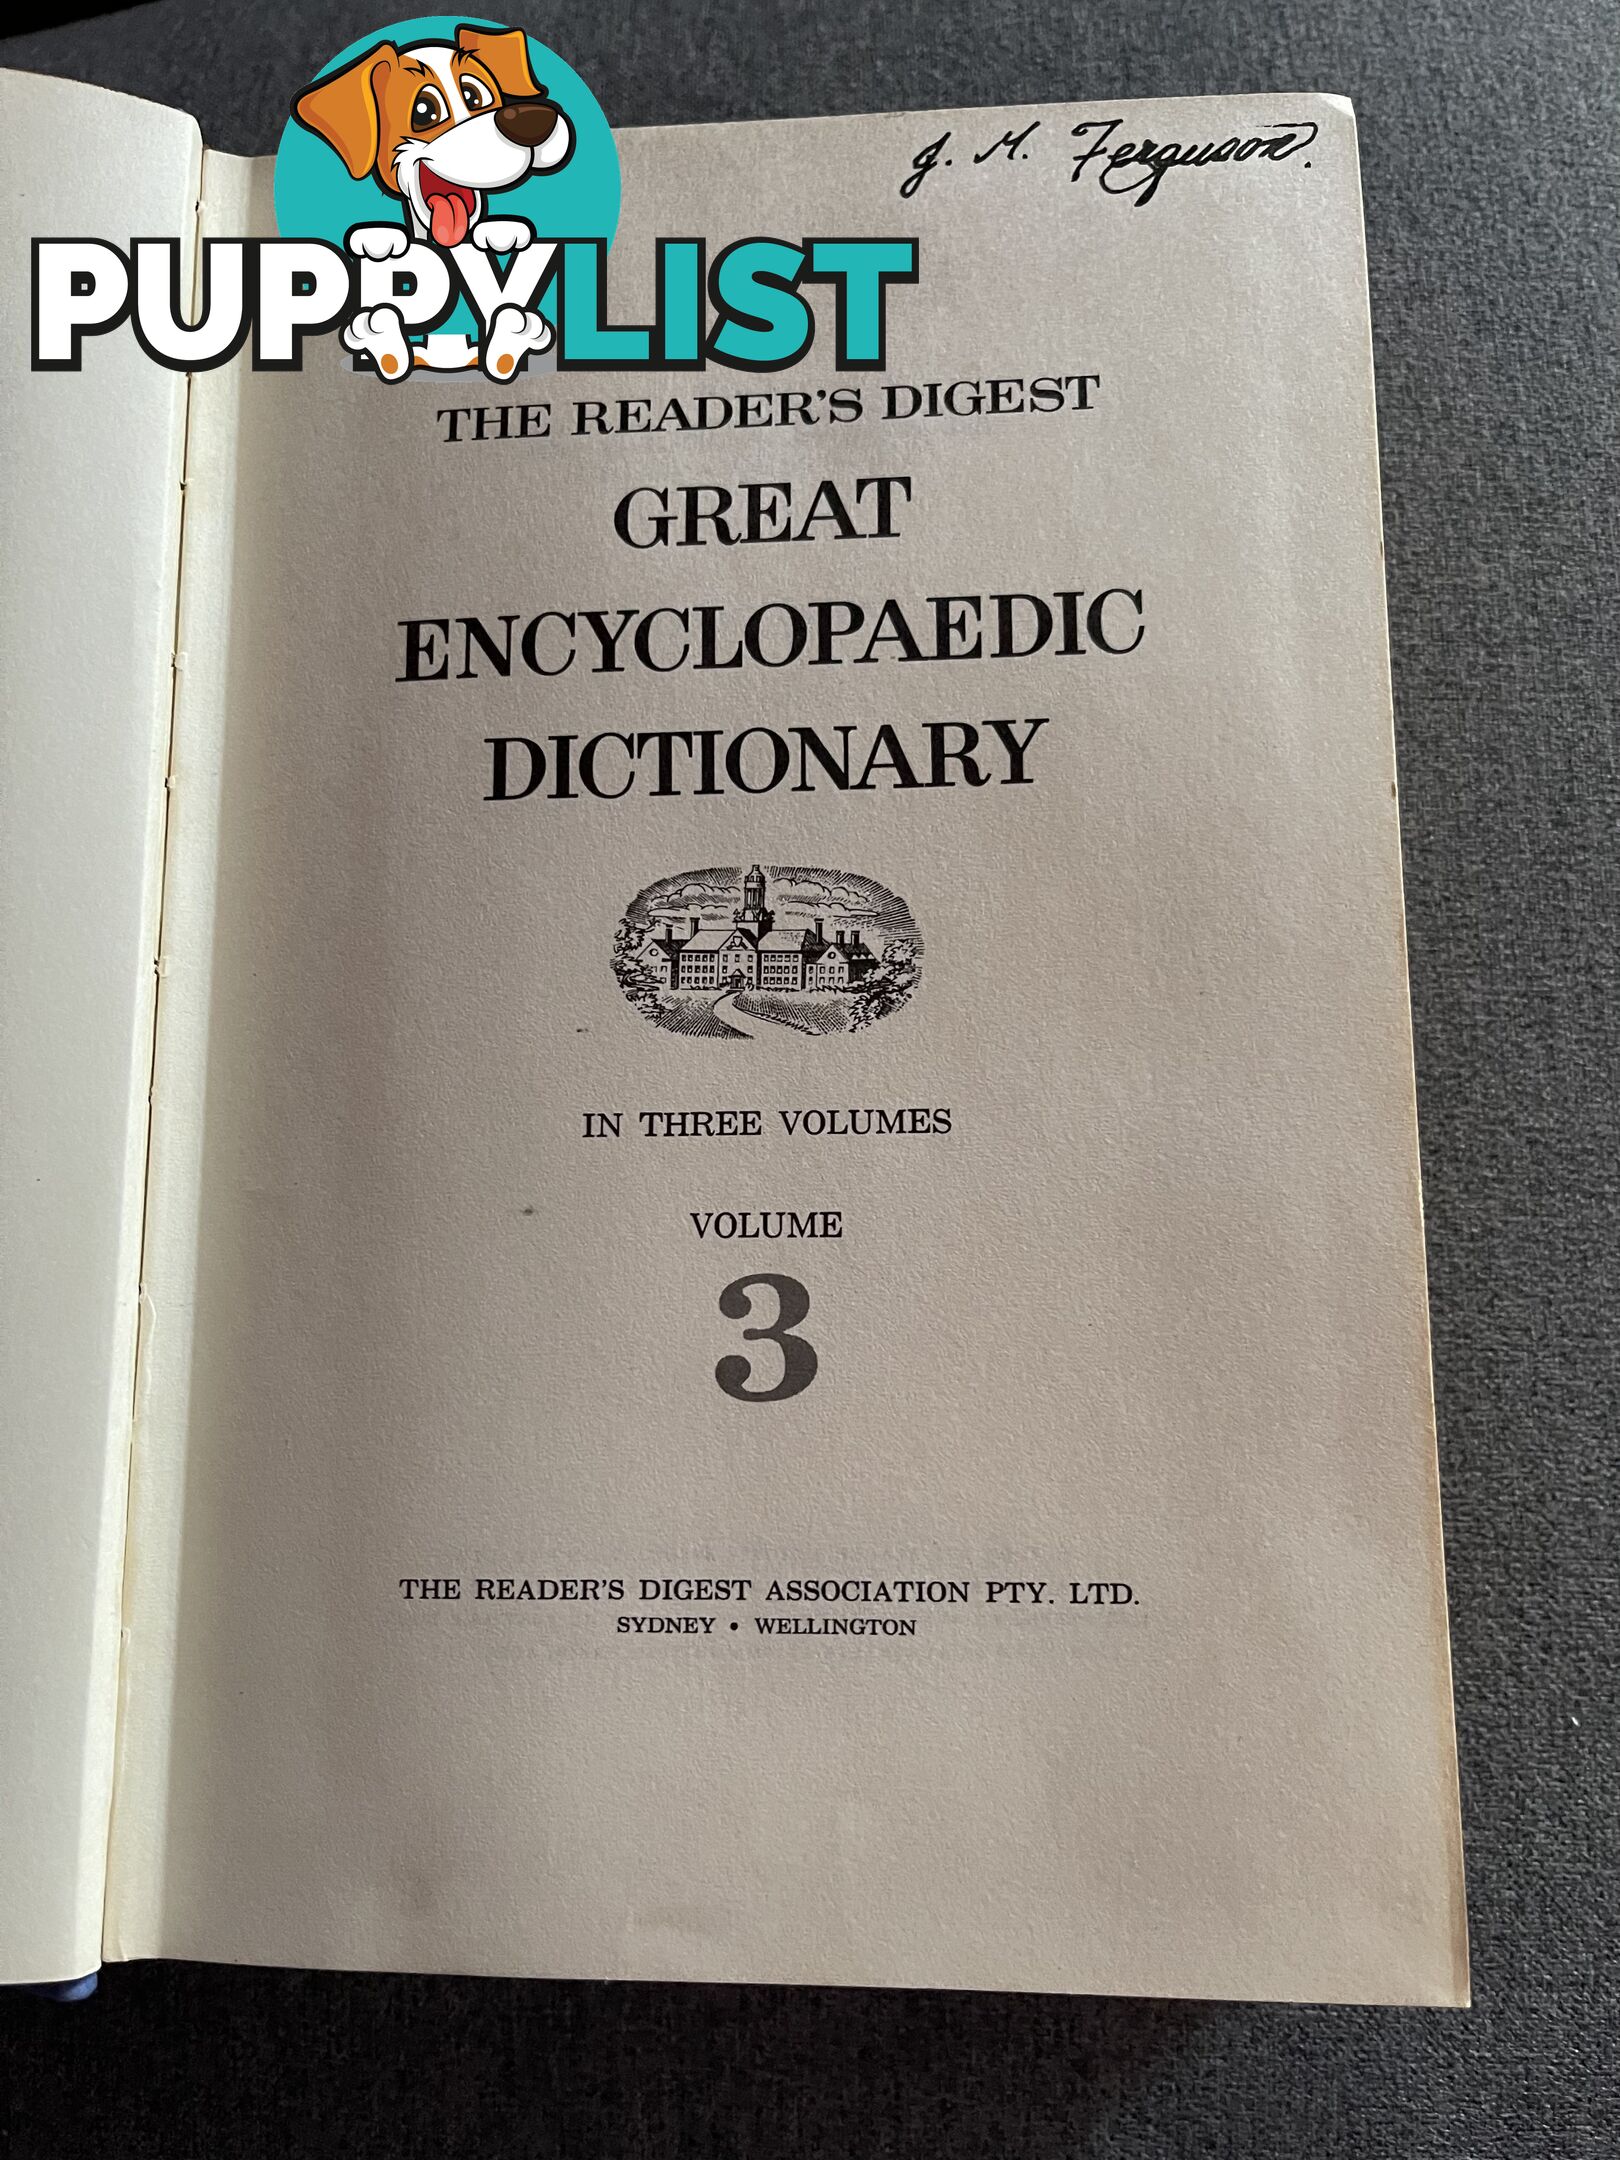 J. M. Ferguson.
PUPPYLIST
THE READER'S DIGEST
GREAT
ENCYCLOPAEDIC
DICTIONARY
IN THREE VOLUMES
VOLUME
3
THE READER'S DIGEST ASSOCIATION PTY. LTD.
SYDNEY • WELLINGTON